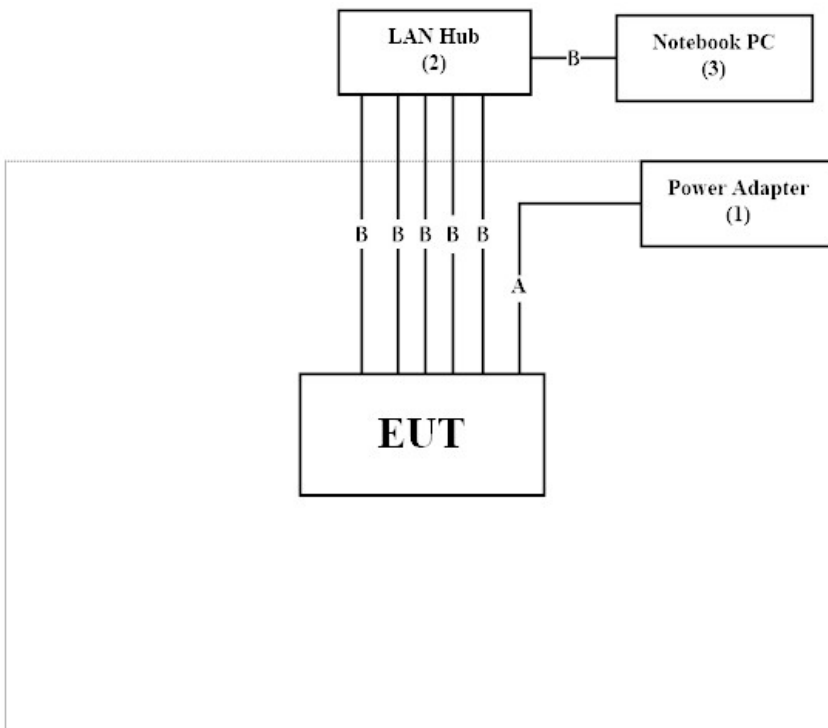 LAN Hub
(2)
B
Notebook PC
(3)
Power Adapter
(1)
B B B B B
A
EUT